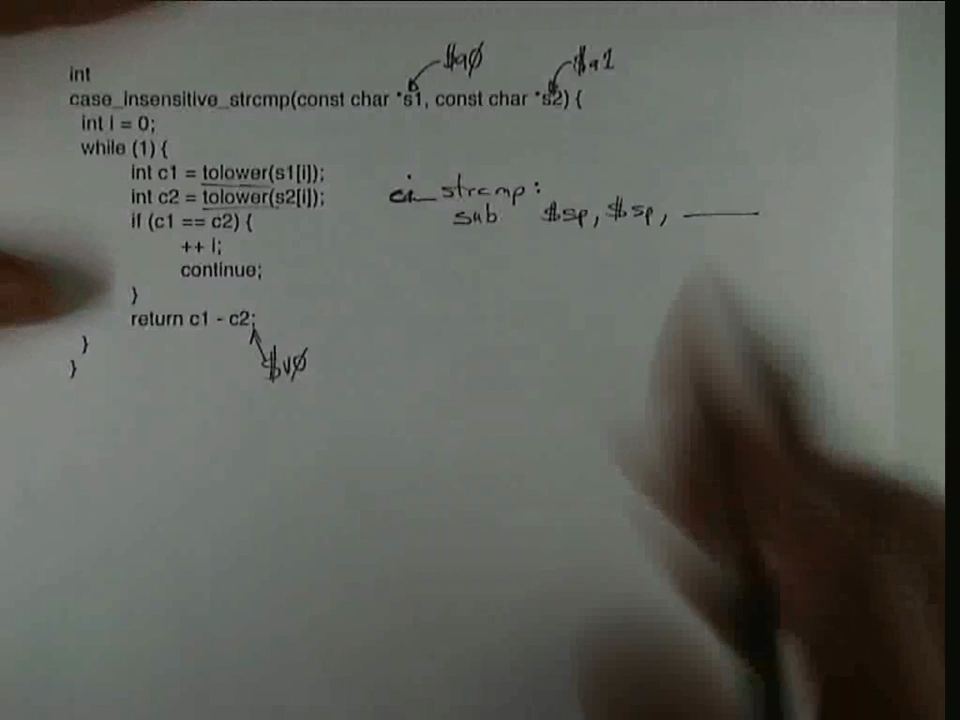 $a0
$a1
int
case_insensitive_strcmp(const char *s1, const char *s2) {
int i = 0;
while (1) {
int c1 = tolower(s1[i]);
int c2 = tolower(s2[i]);
if (c1 == c2) {
++ i;
continue;
}
return c1 - c2;
}
}
$v0
ci_strcmp:
sub $sp, $sp, ____